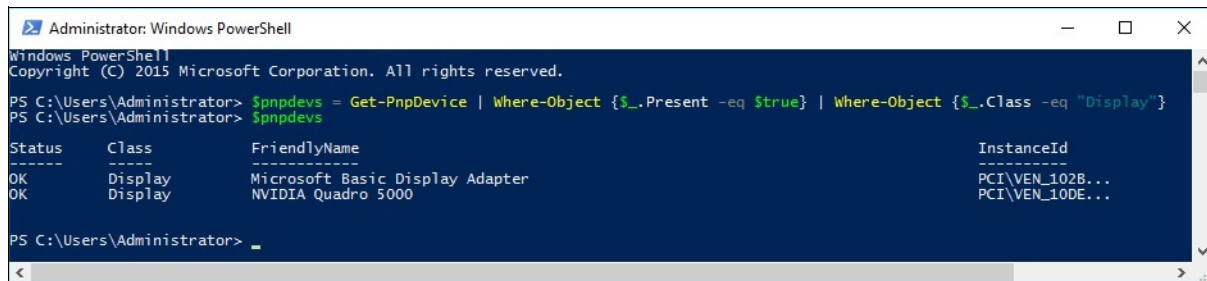 Administrator: Windows PowerShell
Windows PowerShell
Copyright (C) 2015 Microsoft Corporation. All rights reserved.
PS C:\Users\Administrator> $pnpdevs = Get-PnpDevice | Where-Object {$_.Present -eq $true} | Where-Object {$_.Class -eq "Display"}
PS C:\Users\Administrator> $pnpdevs
Status Class FriendlyName InstanceId
------ ----- ------------ ----------
OK Display Microsoft Basic Display Adapter PCI\VEN_102B...
OK Display NVIDIA Quadro 5000 PCI\VEN_10DE...
PS C:\Users\Administrator> _